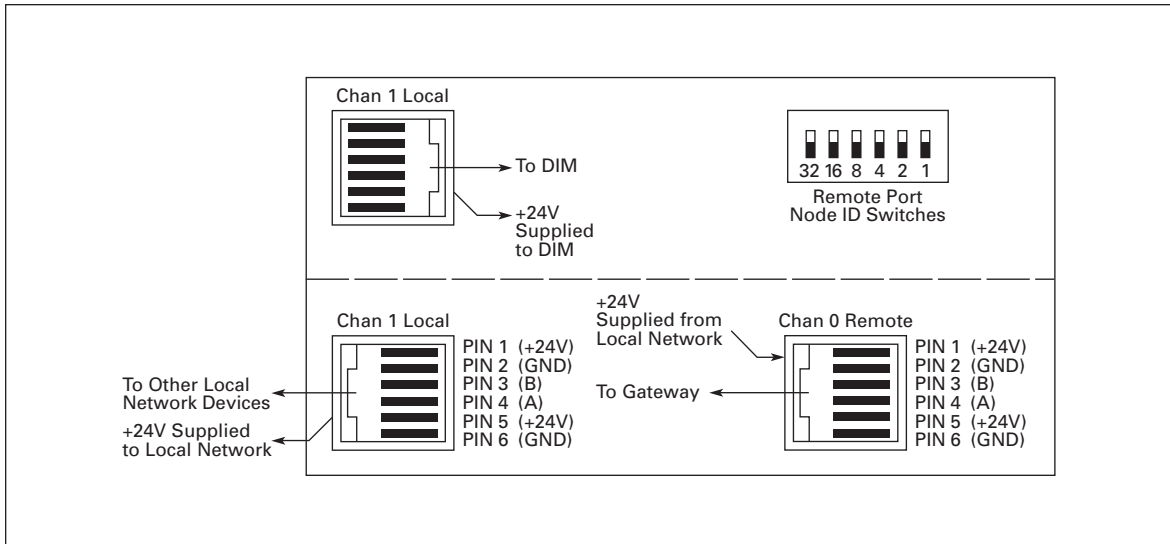 Chan 1 Local
To DIM
+24V
Supplied
to DIM
32 16 8 4 2 1
Remote Port
Node ID Switches
Chan 1 Local
PIN 1 (+24V)
PIN 2 (GND)
PIN 3 (B)
PIN 4 (A)
PIN 5 (+24V)
PIN 6 (GND)
To Other Local
Network Devices
+24V Supplied
to Local Network
+24V
Supplied from
Local Network
To Gateway
Chan 0 Remote
PIN 1 (+24V)
PIN 2 (GND)
PIN 3 (B)
PIN 4 (A)
PIN 5 (+24V)
PIN 6 (GND)